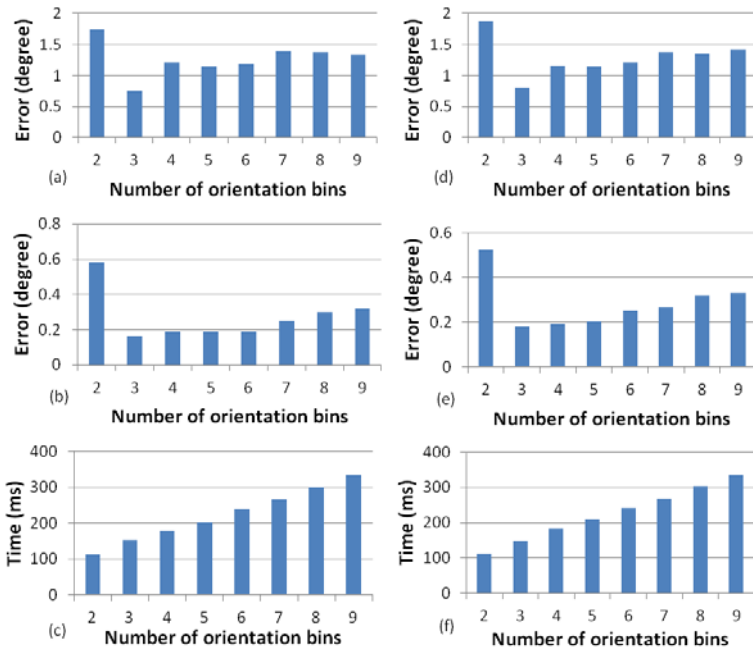 2
1.5
1
0.5
0
Error (degree)
2 3 4 5 6 7 8 9
(a)
Number of orientation bins
2
1.5
1
0.5
0
Error (degree)
2 3 4 5 6 7 8 9
(d)
Number of orientation bins
0.8
0.6
0.4
0.2
0
Error (degree)
2 3 4 5 6 7 8 9
(b)
Number of orientation bins
0.6
0.4
0.2
0
Error (degree)
2 3 4 5 6 7 8 9
(e)
Number of orientation bins
400
300
200
100
0
Time (ms)
2 3 4 5 6 7 8 9
(c)
Number of orientation bins
400
300
200
100
0
Time (ms)
2 3 4 5 6 7 8 9
(f)
Number of orientation bins